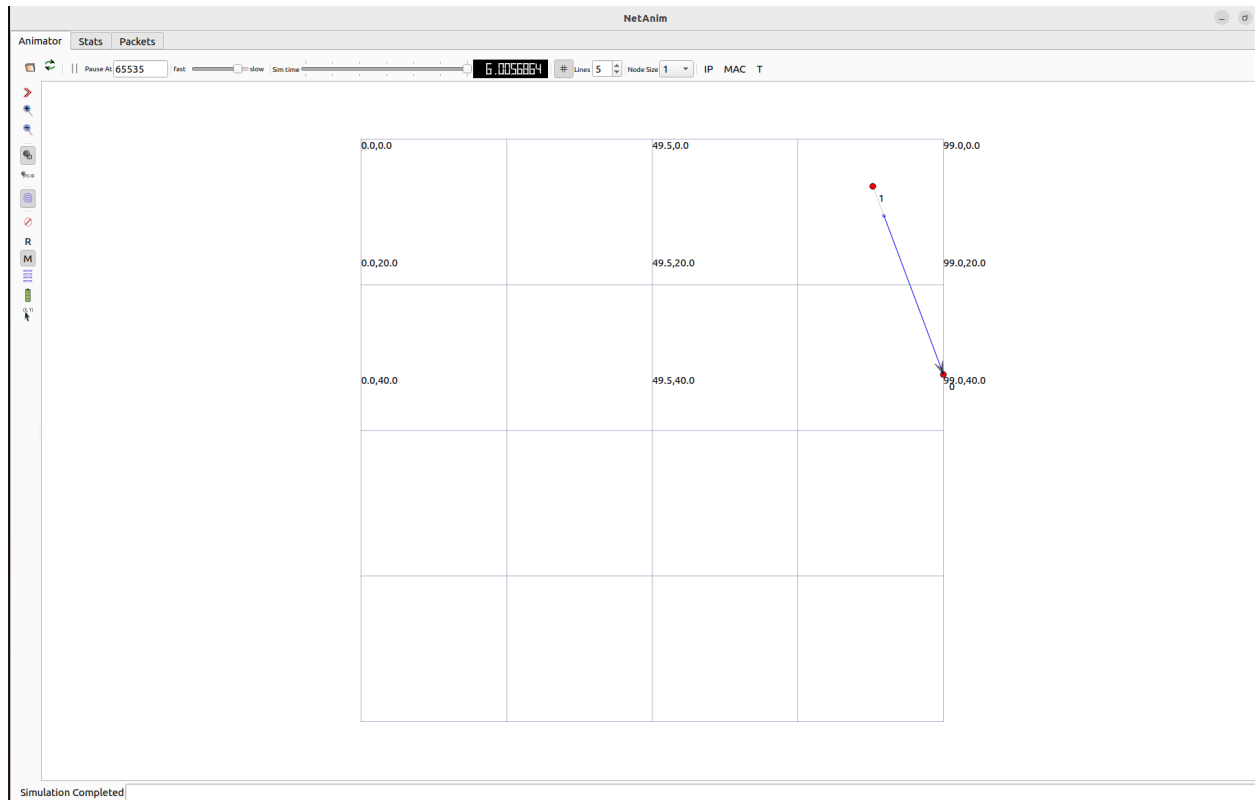 NetAnim
Animator Stats Packets
Pause At 65535 fast slow Sim time 6.0056864 # Lines 5 Node Size 1 IP MAC T
0.0,0.0 49.5,0.0 99.0,0.0
1
R
M
0.0,20.0 49.5,20.0 99.0,20.0
(X,Y)
0.0,40.0 49.5,40.0 99.0,40.0
0
Simulation Completed